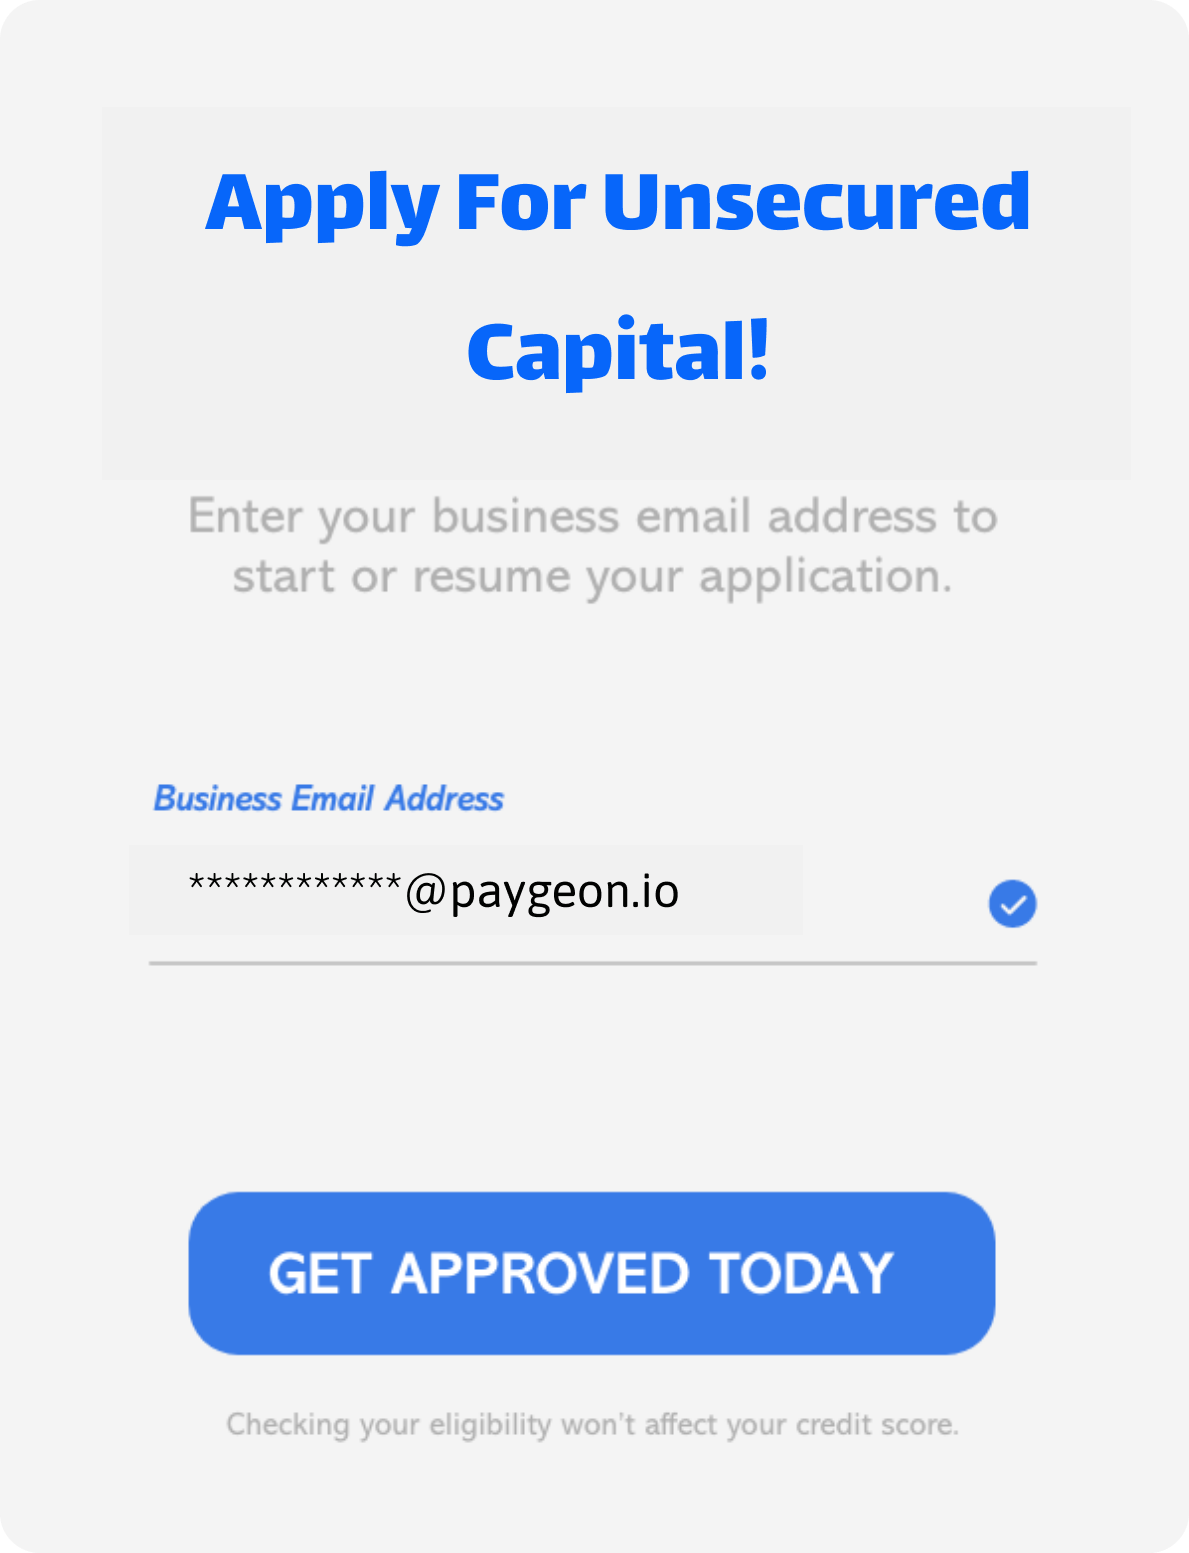 Apply For Unsecured
Capital!
Enter your business email address to
start or resume your application.
Business Email Address
************@paygeon.io
GET APPROVED TODAY
Checking your eligibility won't affect your credit score.